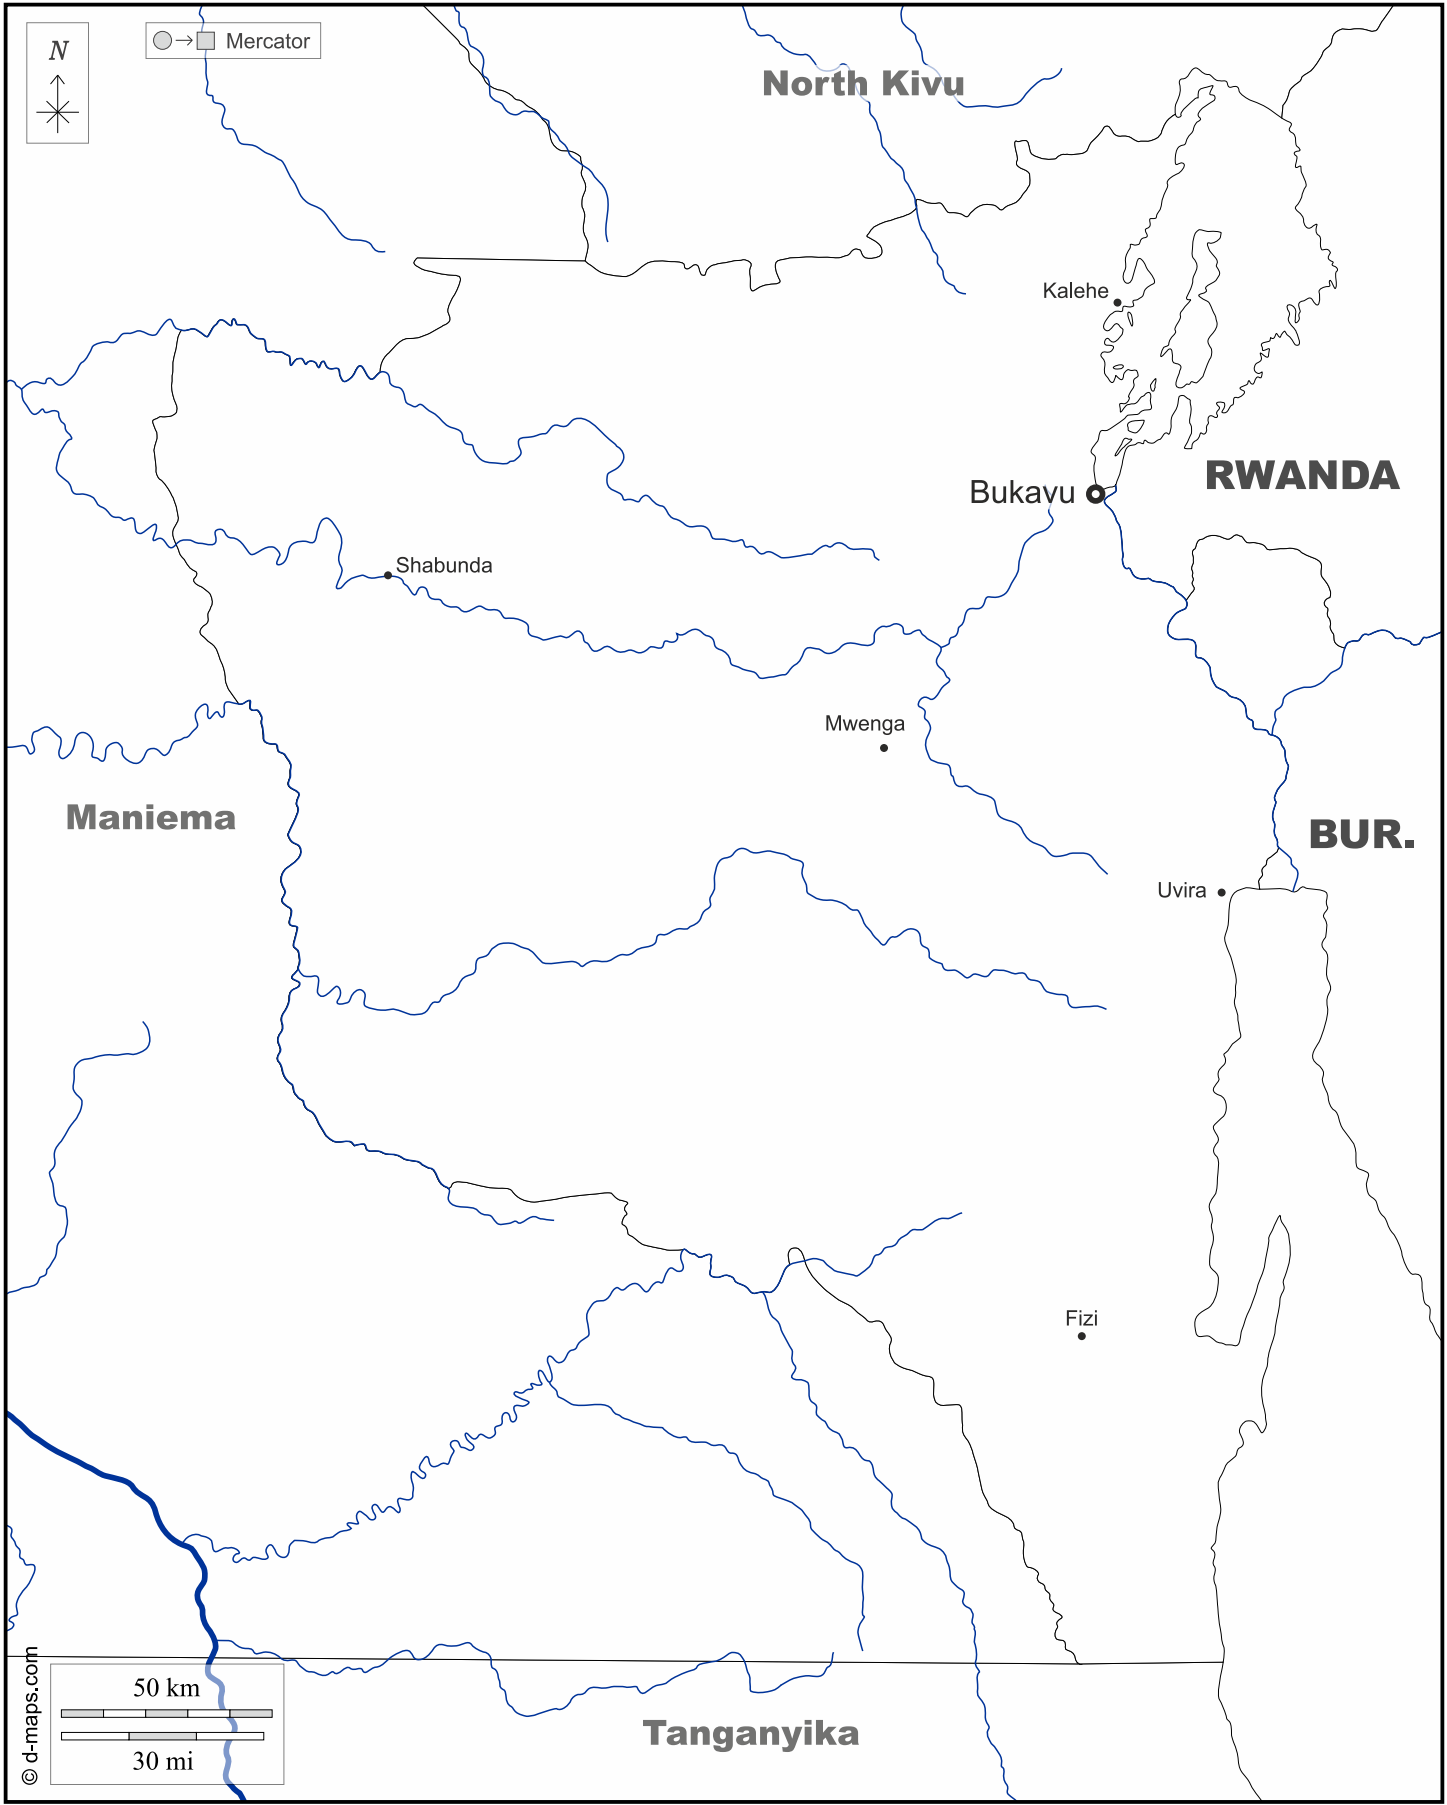 N
Mercator
North Kivu
Kalehe
RWANDA
Bukavu
Shabunda
Mwenga
Maniema
BUR.
Uvira
Fizi
© d-maps.com
50 km
30 mi
Tanganyika